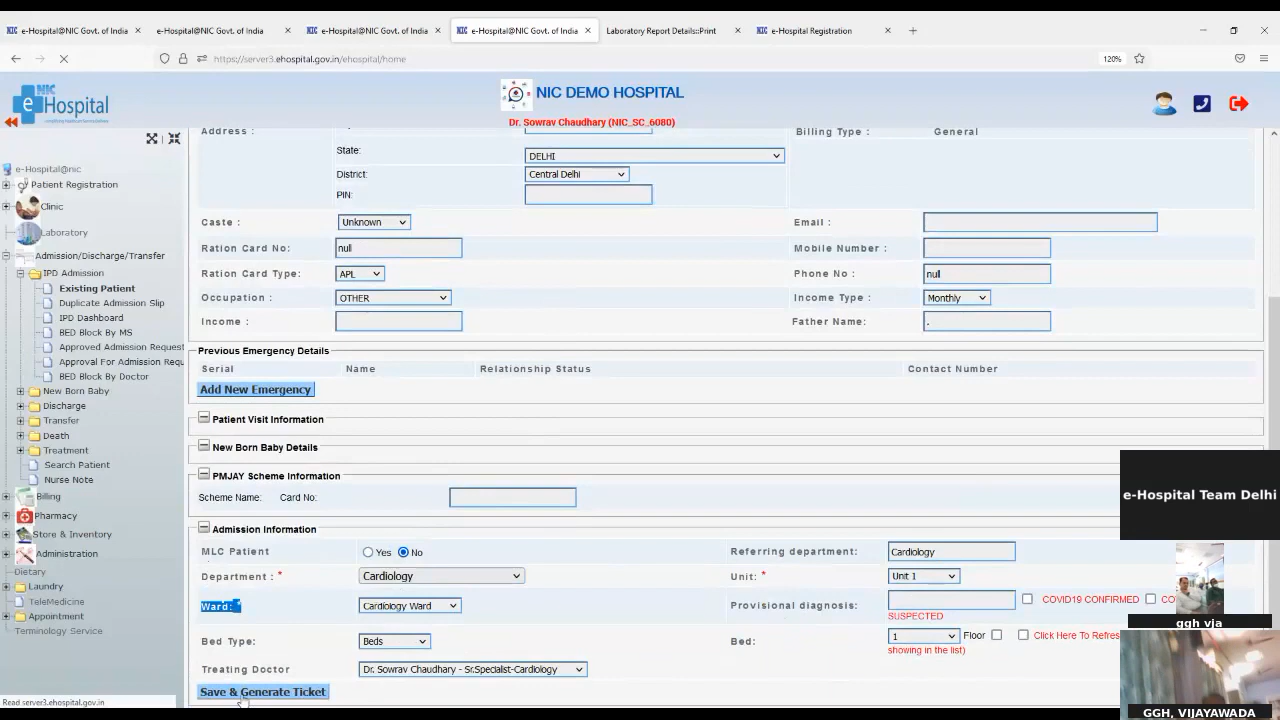 NIC e-Hospital@NIC Govt. of India
e-Hospital@NIC Govt. of India
NIC e-Hospital@NIC Govt. of India
NIC e-Hospital@NIC Govt. of India
Laboratory Report Details::Print
NIC e-Hospital Registration
https://server3.ehospital.gov.in/ehospital/home
120%
NIC
eHospital
NIC DEMO HOSPITAL
Dr. Sowrav Chaudhary (NIC_SC_6080)
e-Hospital@nic
Patient Registration
Clinic
Laboratory
Admission/Discharge/Transfer
IPD Admission
Existing Patient
Duplicate Admission Slip
IPD Dashboard
BED Block By MS
Approved Admission Request
Approval For Admission Requ
BED Block By Doctor
New Born Baby
Discharge
Transfer
Death
Treatment
Search Patient
Nurse Note
Billing
Pharmacy
Store & Inventory
Administration
Dietary
Laundry
TeleMedicine
Appointment
Terminology Service
Read server3.ehospital.gov.in
Address :
Billing Type : General
State: DELHI
District: Central Delhi
PIN:
Caste : Unknown Email :
Ration Card No: null Mobile Number :
Ration Card Type: APL Phone No : null
Occupation : OTHER Income Type : Monthly
Income : Father Name: .
Previous Emergency Details
Serial Name Relationship Status Contact Number
Add New Emergency
Patient Visit Information
New Born Baby Details
PMJAY Scheme Information
Scheme Name: Card No:
Admission Information
MLC Patient Yes No Referring department: Cardiology
Department : * Cardiology Unit: * Unit 1
Ward: * Cardiology Ward Provisional diagnosis: COVID19 CONFIRMED CO
SUSPECTED
Bed Type: Beds Bed: 1 Floor Click Here To Refres
showing in the list)
Treating Doctor Dr. Sowrav Chaudhary - Sr.Specialist-Cardiology
Save & Generate Ticket
e-Hospital Team Delhi
ggh vja
GGH, VIJAYAWADA